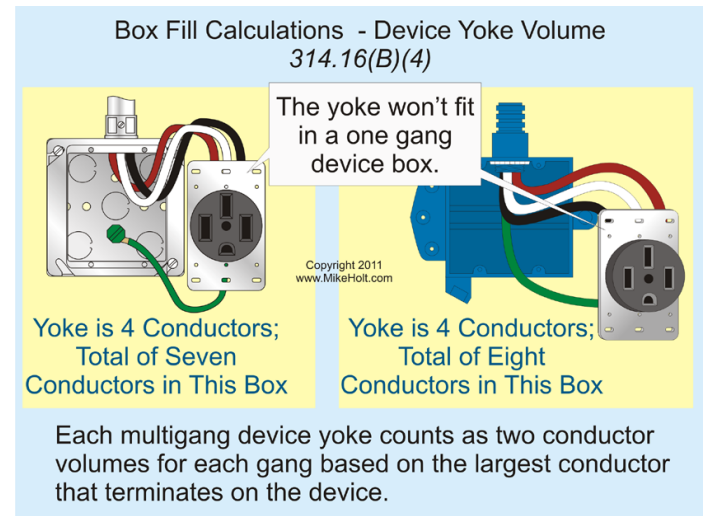 Box Fill Calculations - Device Yoke Volume
314.16(B)(4)
The yoke won't fit
in a one gang
device box.
Copyright 2011
www.MikeHolt.com
Yoke is 4 Conductors;
Total of Seven
Conductors in This Box
Yoke is 4 Conductors;
Total of Eight
Conductors in This Box
Each multigang device yoke counts as two conductor
volumes for each gang based on the largest conductor
that terminates on the device.